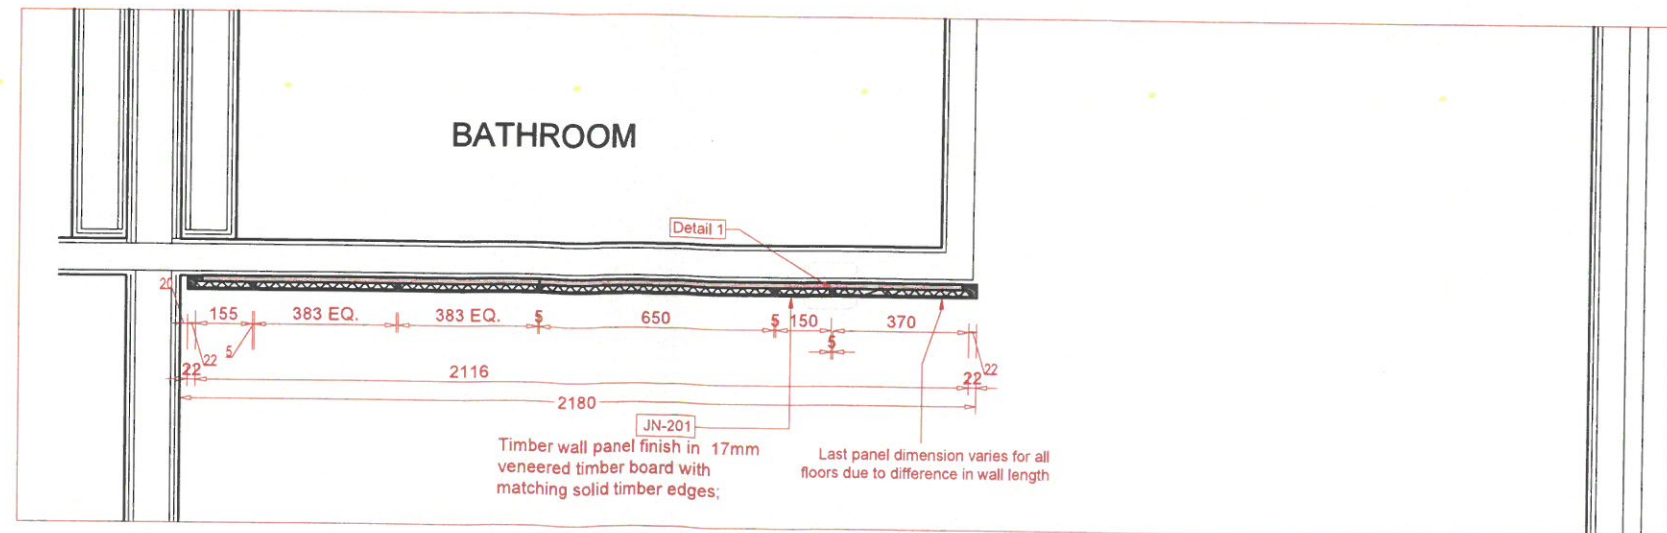 BATHROOM
Detail 1
20
155
383 EQ.
383 EQ.
5
650
5
150
370
22
5
5
22
22
2116
22
2180
JN-201
Timber wall panel finish in 17mm
veneered timber board with
matching solid timber edges;
Last panel dimension varies for all
floors due to difference in wall length